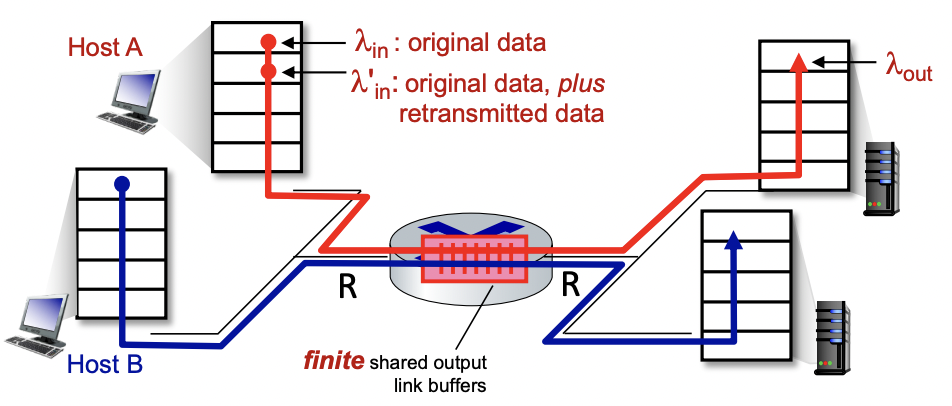 Host A
λin : original data
λ'in: original data, plus
retransmitted data
λout
R
R
Host B
finite shared output
link buffers